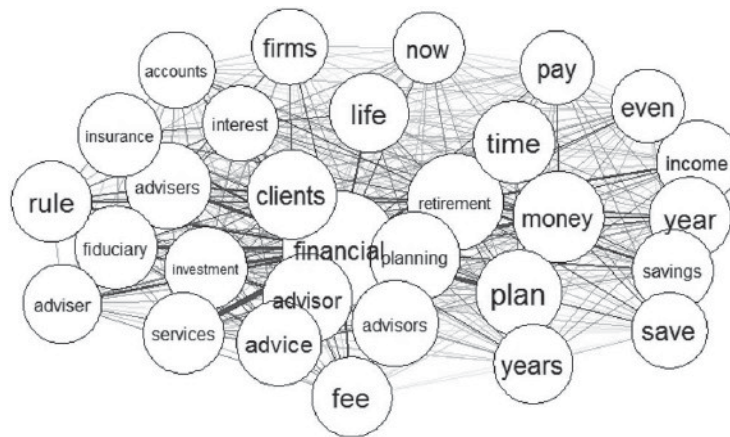 firms
now
accounts
pay
even
life
interest
insurance
time
income
advisers
clients
rule
retirement
money
year
fiduciary
financial
planning
investment
savings
adviser
advisor
plan
services
advisors
save
advice
years
fee